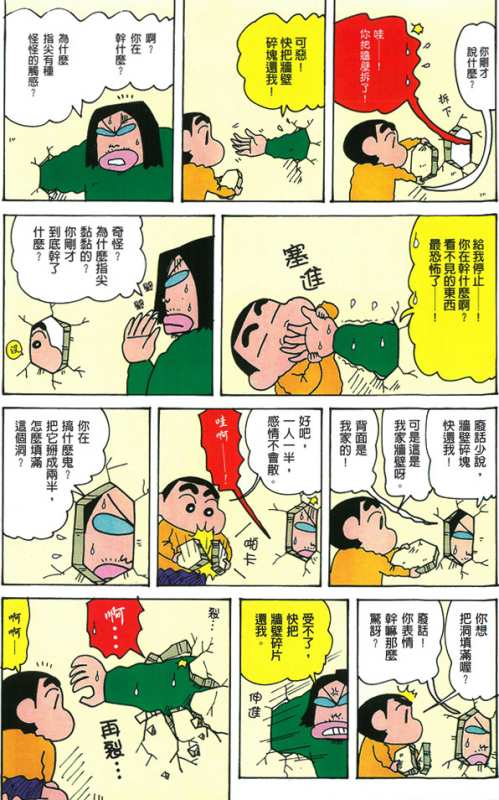 你剛才
說什麼？
哇——！
你把牆壁拆了！
拆下
可惡！
快把牆壁
碎塊還我！
啊？
你在
幹什麼？
為什麼
指尖有種
怪怪的觸感？
給我停止——！
你在幹什麼啊？
看不見的東西
最恐怖了——！
塞進
奇怪？
為什麼指尖
黏黏的？
你剛才
到底幹了
什麼？
廢話少說，
牆壁碎塊
快還我！
可是這是
我家牆壁呀。
背面是
我家的！
好吧，
一人一半，
感情不會散。
哇啊——！
你在
搞什麼鬼？
把它掰成兩半，
怎麼填滿
這個洞？
你想
把洞填滿喔？
廢話！
你表情
幹嘛那麼
驚訝？
受不了，
快把
牆壁碎片
還我。
伸進
裂…
啊…
再裂…
啊啊——